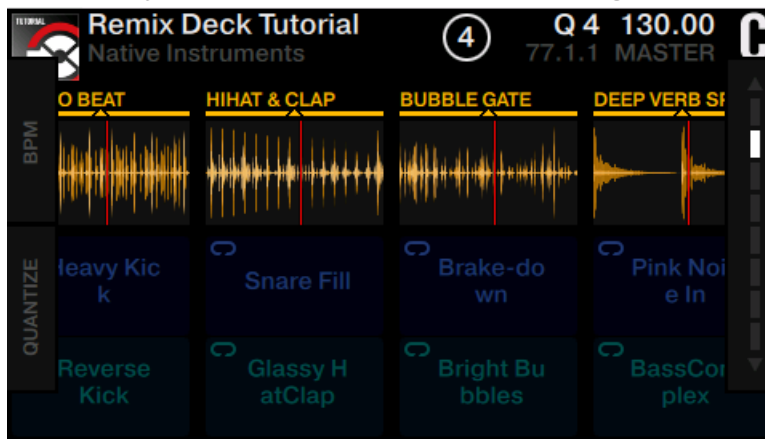 TUTORIAL
Remix Deck Tutorial
Native Instruments
4
Q 4 130.00
77.1.1 MASTER
C
BPM
O BEAT
HIHAT & CLAP
BUBBLE GATE
DEEP VERB
QUANTIZE
Heavy Kic
k
Snare Fill
Brake-do
wn
Pink Noi
e In
Reverse
Kick
Glassy H
atClap
Bright Bu
bbles
BassCo
plex